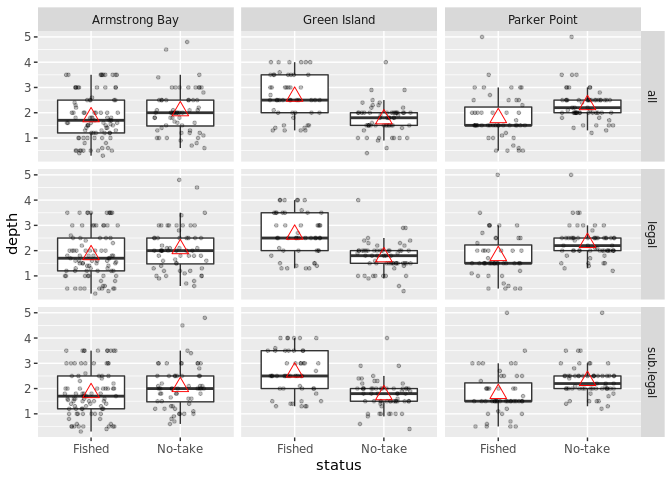 Armstrong Bay Green Island Parker Point
5
4
3
2
1
all
5
4
3
2
1
legal
5
4
3
2
1
sub.legal
depth
Fished No-take Fished No-take Fished No-take
status